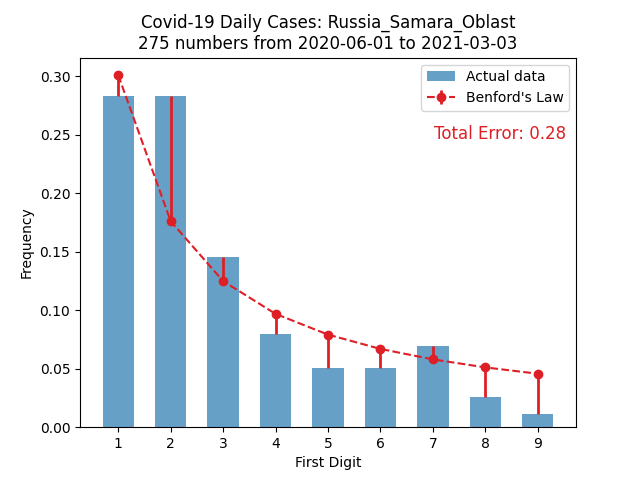 Covid-19 Daily Cases: Russia_Samara_Oblast
275 numbers from 2020-06-01 to 2021-03-03
Actual data
Benford's Law
Total Error: 0.28
0.30
0.25
0.20
0.15
0.10
0.05
0.00
Frequency
1 2 3 4 5 6 7 8 9
First Digit